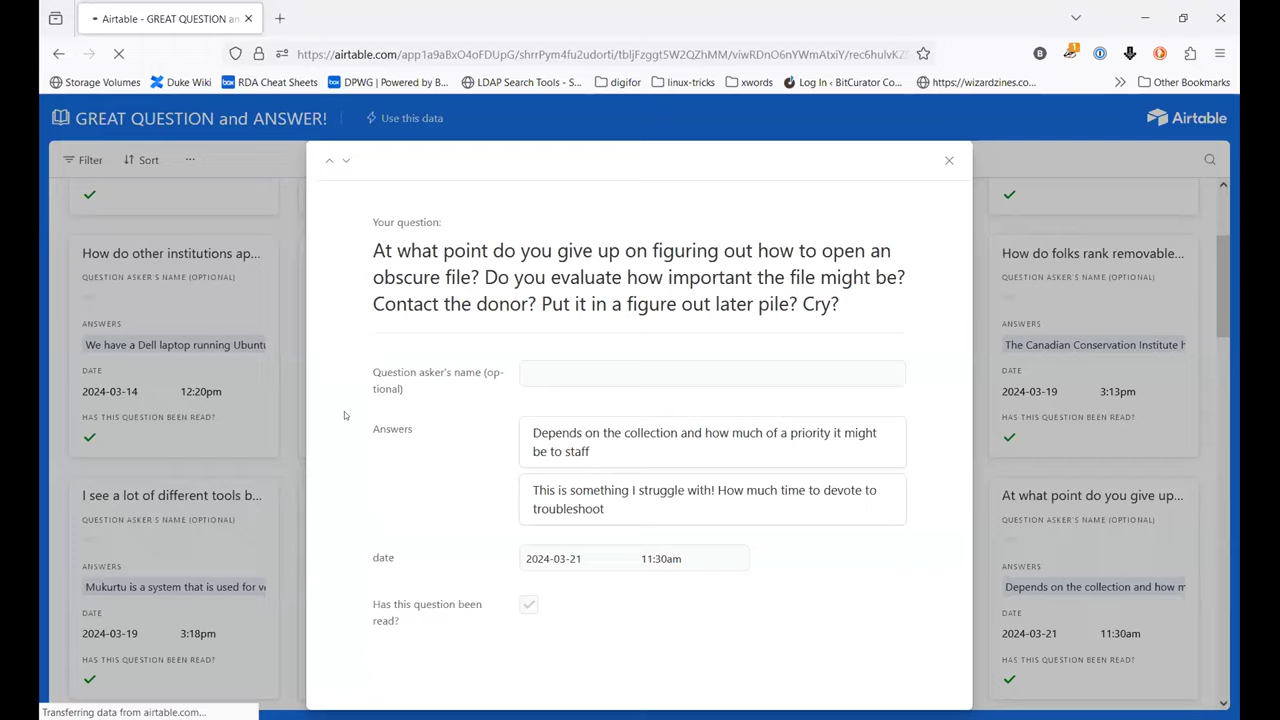 Airtable - GREAT QUESTION an
https://airtable.com/app1a9aBxO4oFDUpG/shrrPym4fu2udorti/tbljFzggt5W2QZhMM/viwRDnO6nYWmAtxiY/rec6hulvKZ
Storage Volumes Duke Wiki RDA Cheat Sheets DPWG | Powered by B... LDAP Search Tools - S... digifor linux-tricks xwords Log In ‹ BitCurator Co... https://wizardzines.co... Other Bookmarks
GREAT QUESTION and ANSWER! Use this data Airtable
Filter Sort ...
How do other institutions ap...
QUESTION ASKER'S NAME (OPTIONAL)
ANSWERS
We have a Dell laptop running Ubuntu
DATE
2024-03-14 12:20pm
HAS THIS QUESTION BEEN READ?
I see a lot of different tools b...
QUESTION ASKER'S NAME (OPTIONAL)
ANSWERS
Mukurtu is a system that is used for v
DATE
2024-03-19 3:18pm
HAS THIS QUESTION BEEN READ?
Your question:
At what point do you give up on figuring out how to open an
obscure file? Do you evaluate how important the file might be?
Contact the donor? Put it in a figure out later pile? Cry?
Question asker's name (op-
tional)
Answers
Depends on the collection and how much of a priority it might
be to staff
This is something I struggle with! How much time to devote to
troubleshoot
date
2024-03-21 11:30am
Has this question been
read?
How do folks rank removable...
QUESTION ASKER'S NAME (OPTIONAL)
ANSWERS
The Canadian Conservation Institute h
DATE
2024-03-19 3:13pm
HAS THIS QUESTION BEEN READ?
At what point do you give up...
QUESTION ASKER'S NAME (OPTIONAL)
ANSWERS
Depends on the collection and how m
DATE
2024-03-21 11:30am
HAS THIS QUESTION BEEN READ?
Transferring data from airtable.com...